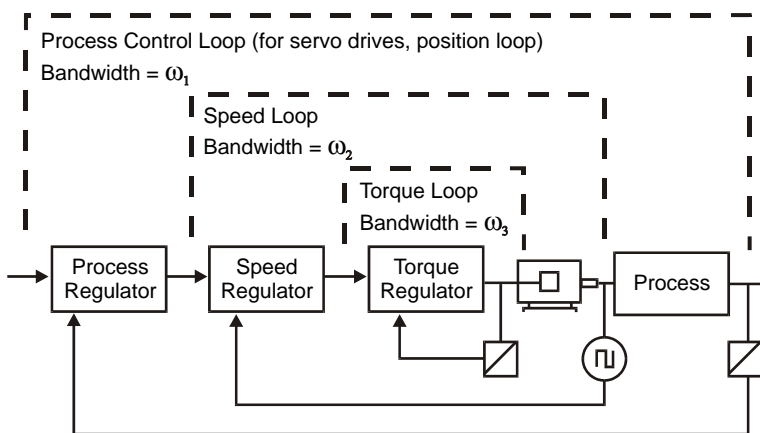 Process Control Loop (for servo drives, position loop)
Bandwidth = ω₁
Speed Loop
Bandwidth = ω₂
Torque Loop
Bandwidth = ω₃
Process
Regulator
Speed
Regulator
Torque
Regulator
Process